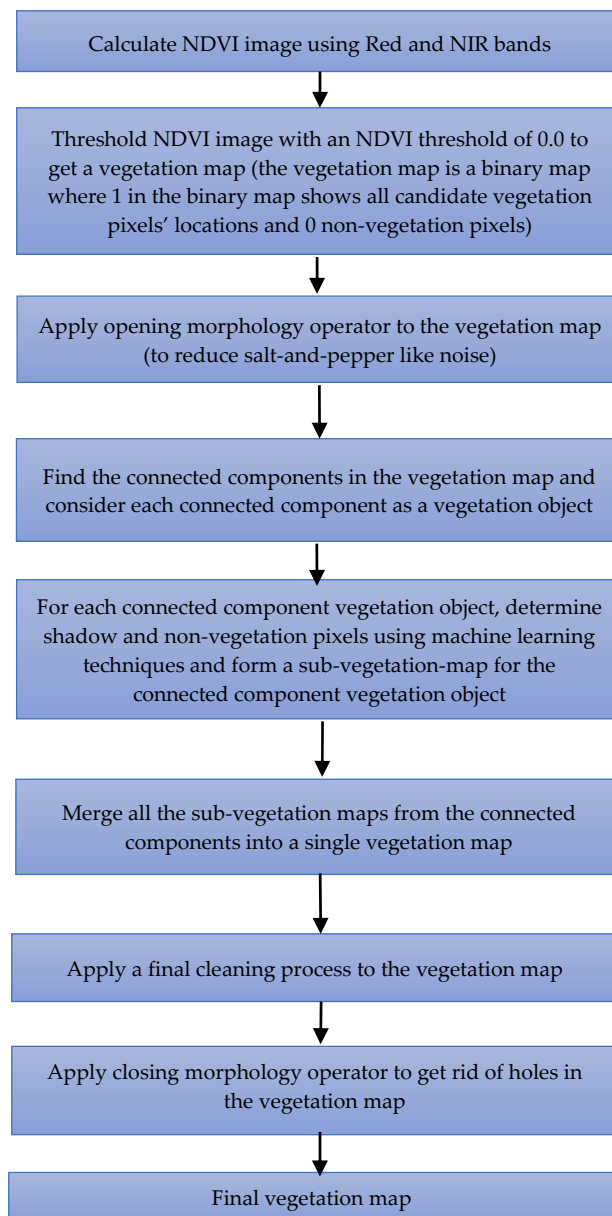 Calculate NDVI image using Red and NIR bands
Threshold NDVI image with an NDVI threshold of 0.0 to
get a vegetation map (the vegetation map is a binary map
where 1 in the binary map shows all candidate vegetation
pixels’ locations and 0 non-vegetation pixels)
Apply opening morphology operator to the vegetation map
(to reduce salt-and-pepper like noise)
Find the connected components in the vegetation map and
consider each connected component as a vegetation object
For each connected component vegetation object, determine
shadow and non-vegetation pixels using machine learning
techniques and form a sub-vegetation-map for the
connected component vegetation object
Merge all the sub-vegetation maps from the connected
components into a single vegetation map
Apply a final cleaning process to the vegetation map
Apply closing morphology operator to get rid of holes in
the vegetation map
Final vegetation map